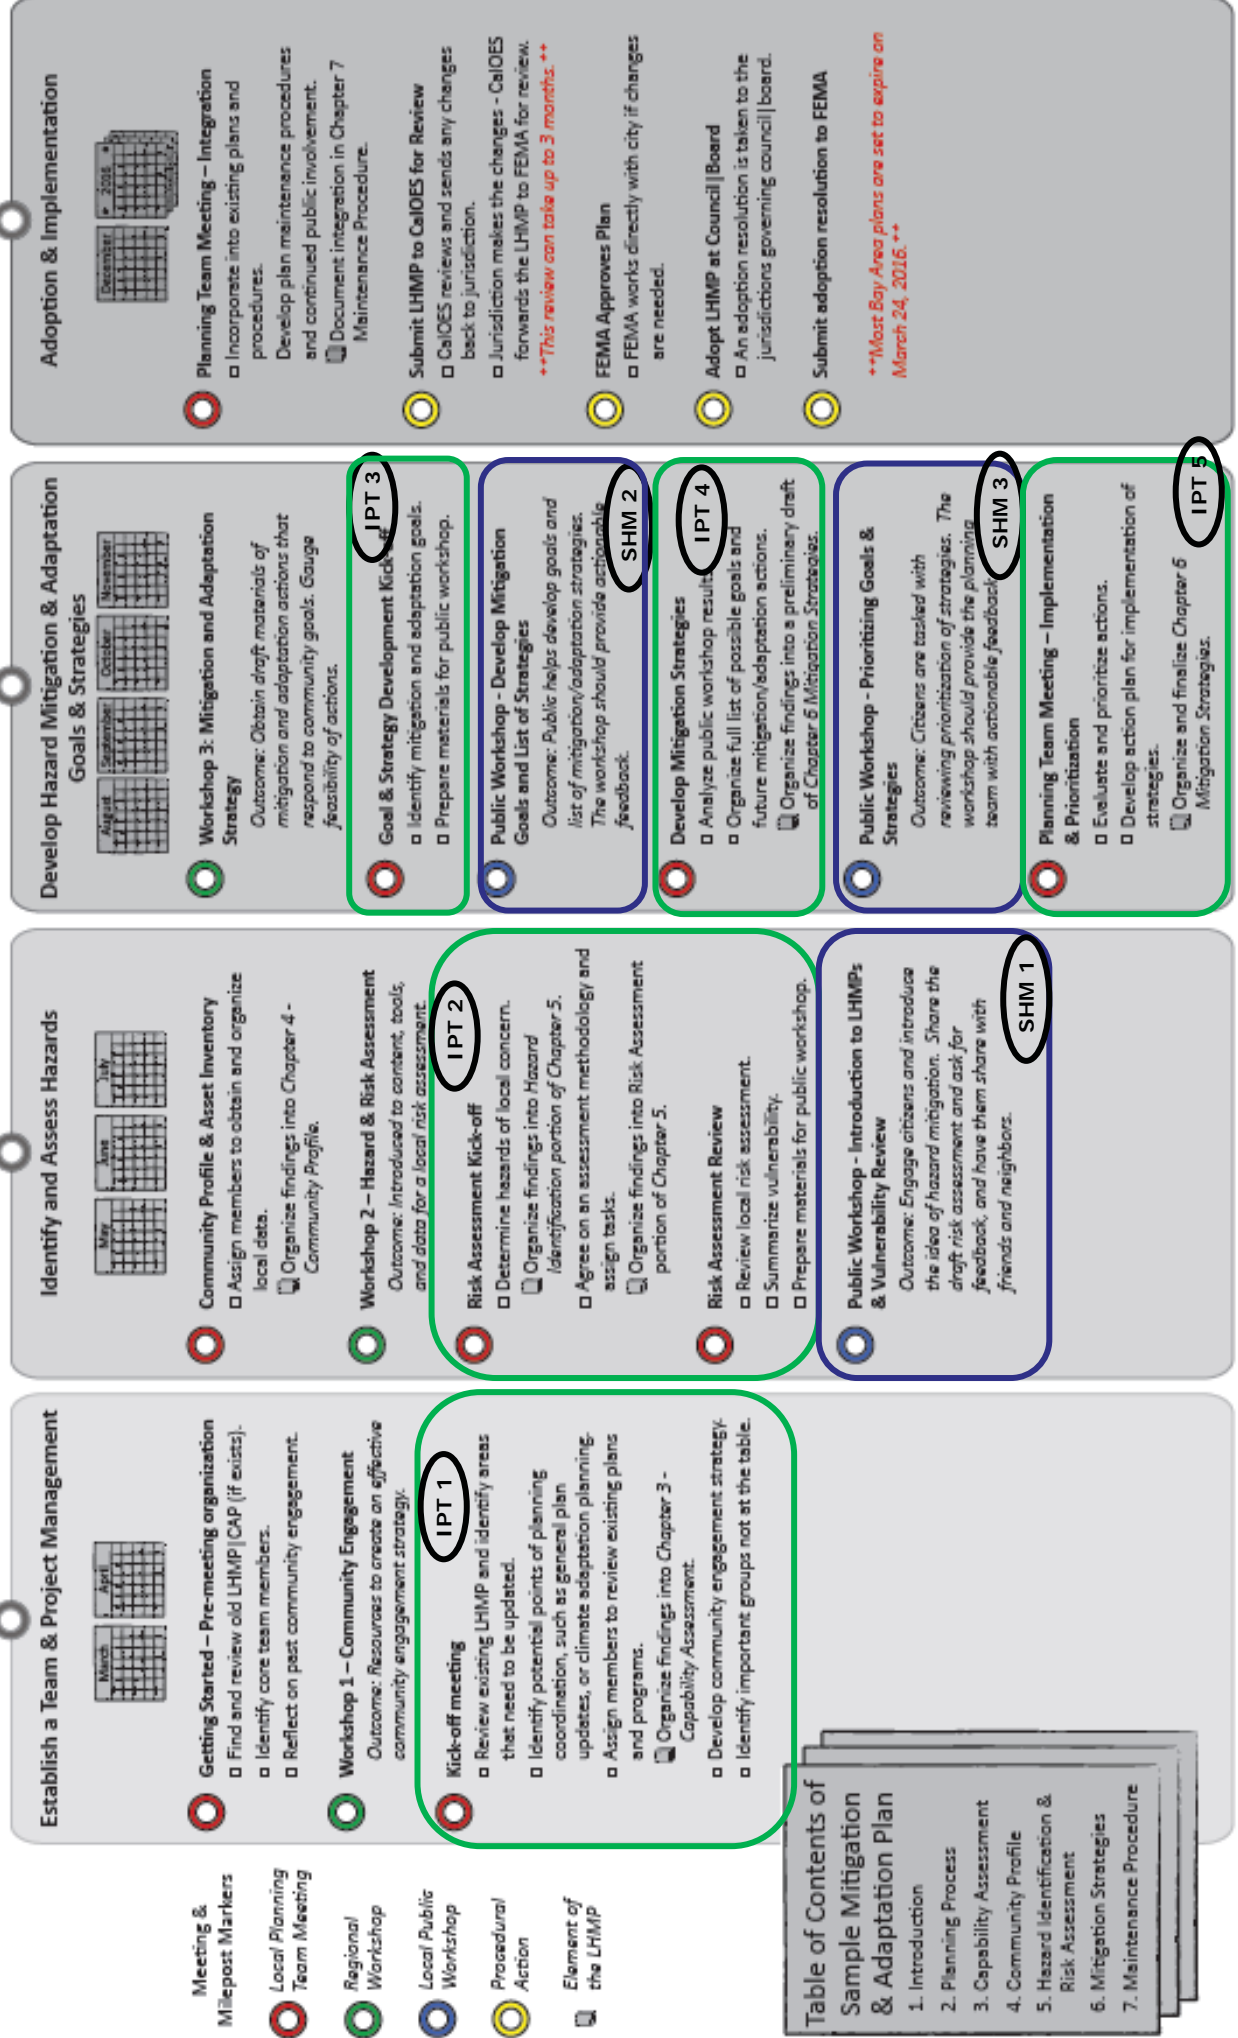 Meeting &
Milepost Markers
Local Planning
Team Meeting
Regional
Workshop
Local Public
Workshop
Procedural
Action
Element of
the LHMP
Table of Contents of
Sample Mitigation
& Adaptation Plan
1. Introduction
2. Planning Process
3. Capability Assessment
4. Community Profile
5. Hazard Identification &
Risk Assessment
6. Mitigation Strategies
7. Maintenance Procedure
Establish a Team & Project Management
March
April
Getting Started – Pre-meeting organization
Find and review old LHMP|CAP (if exists).
Identify core team members.
Reflect on past community engagement.
Workshop 1 – Community Engagement
Outcome: Resources to create an effective
community engagement strategy.
IPT 1
Kick-off meeting
Review existing LHMP and identify areas
that need to be updated.
Identify potential points of planning
coordination, such as general plan
updates, or climate adaptation planning.
Assign members to review existing plans
and programs.
Organize findings into Chapter 3 -
Capability Assessment.
Develop community engagement strategy.
Identify important groups not at the table.
Identify and Assess Hazards
May
June
July
Community Profile & Asset Inventory
Assign members to obtain and organize
local data.
Organize findings into Chapter 4 -
Community Profile.
Workshop 2 – Hazard & Risk Assessment
Outcome: Introduced to content, tools,
and data for a local risk assessment.
IPT 2
Risk Assessment Kick-off
Determine hazards of local concern.
Organize findings into Hazard
Identification portion of Chapter 5.
Agree on an assessment methodology and
assign tasks.
Organize findings into Risk Assessment
portion of Chapter 5.
Risk Assessment Review
Review local risk assessment.
Summarize vulnerability.
Prepare materials for public workshop.
Public Workshop - Introduction to LHMPs
& Vulnerability Review
Outcome: Engage citizens and introduce
the idea of hazard mitigation. Share the
draft risk assessment and ask for
feedback, and have them share with
friends and neighbors.
SHM 1
Develop Hazard Mitigation & Adaptation
Goals & Strategies
August
September
October
November
Workshop 3: Mitigation and Adaptation
Strategy
Outcome: Obtain draft materials of
mitigation and adaptation actions that
respond to community goals. Gauge
feasibility of actions.
IPT 3
Goal & Strategy Development Kick-off
Identify mitigation and adaptation goals.
Prepare materials for public workshop.
Public Workshop - Develop Mitigation
Goals and List of Strategies
Outcome: Public helps develop goals and
list of mitigation/adaptation strategies.
The workshop should provide actionable
feedback.
SHM 2
IPT 4
Develop Mitigation Strategies
Analyze public workshop results.
Organize full list of possible goals and
future mitigation/adaptation actions.
Organize findings into a preliminary draft
of Chapter 6 Mitigation Strategies.
Public Workshop - Prioritizing Goals &
Strategies
Outcome: Citizens are tasked with
reviewing prioritization of strategies. The
workshop should provide the planning
team with actionable feedback.
SHM 3
Planning Team Meeting – Implementation
& Prioritization
Evaluate and prioritize actions.
Develop action plan for implementation of
strategies.
Organize and finalize Chapter 6
Mitigation Strategies.
IPT 5
Adoption & Implementation
December
2016
Planning Team Meeting – Integration
Incorporate into existing plans and
procedures.
Develop plan maintenance procedures
and continued public involvement.
Document integration in Chapter 7
Maintenance Procedure.
Submit LHMP to CalOES for Review
CalOES reviews and sends any changes
back to jurisdiction.
Jurisdiction makes the changes - CalOES
forwards the LHMP to FEMA for review.
**This review can take up to 3 months.**
FEMA Approves Plan
FEMA works directly with city if changes
are needed.
Adopt LHMP at Council|Board
An adoption resolution is taken to the
jurisdictions governing council|board.
Submit adoption resolution to FEMA
**Most Bay Area plans are set to expire on
March 24, 2016.**